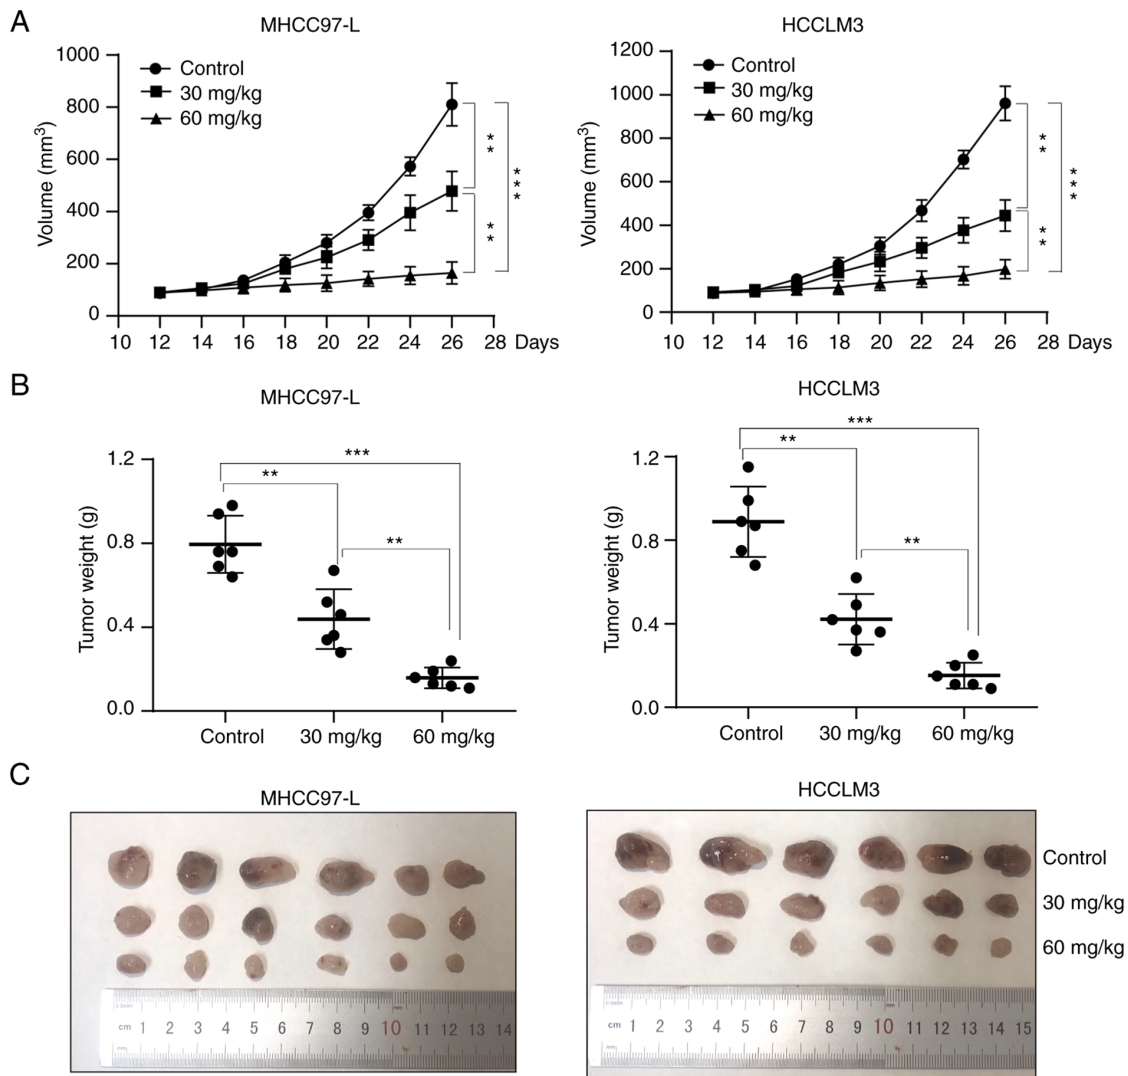 A
MHCC97-L
HCCLM3
1000
800
600
400
200
0
Volume (mm3)
Control
30 mg/kg
60 mg/kg
**
**
***
10 12 14 16 18 20 22 24 26 28 Days
1200
1000
800
600
400
200
0
Volume (mm3)
Control
30 mg/kg
60 mg/kg
**
**
***
10 12 14 16 18 20 22 24 26 28 Days
B
MHCC97-L
HCCLM3
1.2
0.8
0.4
0.0
Tumor weight (g)
***
**
**
Control 30 mg/kg 60 mg/kg
1.2
0.8
0.4
0.0
Tumor weight (g)
***
**
**
Control 30 mg/kg 60 mg/kg
C
MHCC97-L
HCCLM3
Control
30 mg/kg
60 mg/kg
cm 1 2 3 4 5 6 7 8 9 10 11 12 13 14
cm 1 2 3 4 5 6 7 8 9 10 11 12 13 14 15